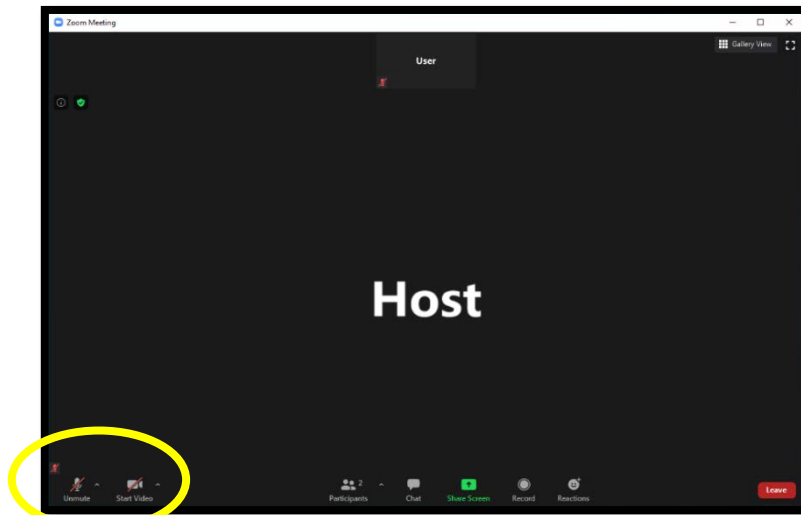 Zoom Meeting
Gallery View
User
Host
Unmute Start Video Participants 2 Chat Share Screen Record Reactions Leave